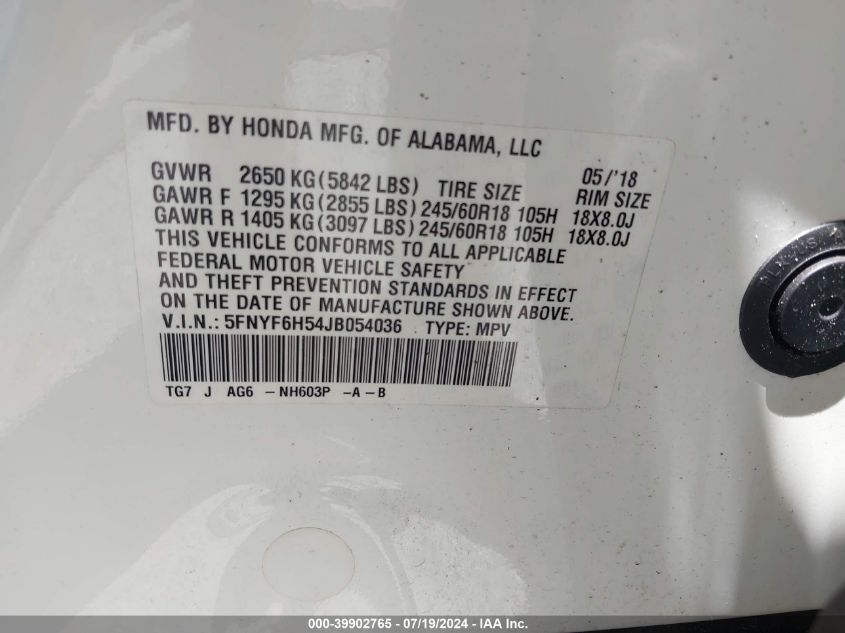 MFD. BY HONDA MFG. OF ALABAMA, LLC
GVWR 2650 KG (5842 LBS) TIRE SIZE 05/'18 RIM SIZE
GAWR F 1295 KG (2855 LBS) 245/60R18 105H 18X8.0J
GAWR R 1405 KG (3097 LBS) 245/60R18 105H 18X8.0J
THIS VEHICLE CONFORMS TO ALL APPLICABLE
FEDERAL MOTOR VEHICLE SAFETY
AND THEFT PREVENTION STANDARDS IN EFFECT
ON THE DATE OF MANUFACTURE SHOWN ABOVE.
V.I.N.: 5FNYF6H54JB054036 TYPE: MPV
TG7 J AG6 -NH603P -A-B
000-39902765 - 07/19/2024 - IAA Inc.